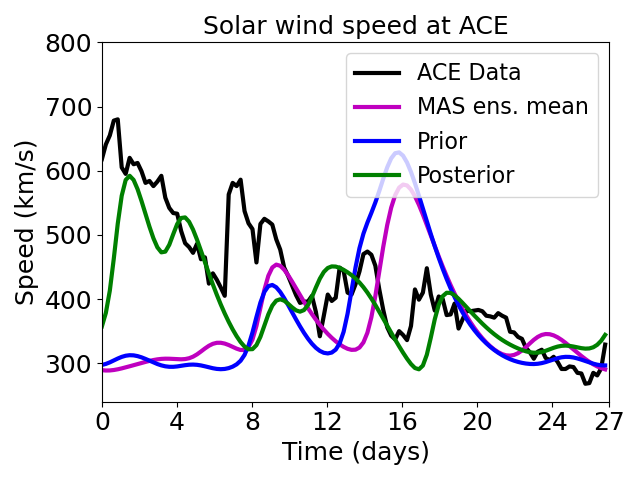 Solar wind speed at ACE
800
700
600
500
400
300
Speed (km/s)
ACE Data
MAS ens. mean
Prior
Posterior
0 4 8 12 16 20 24 27
Time (days)